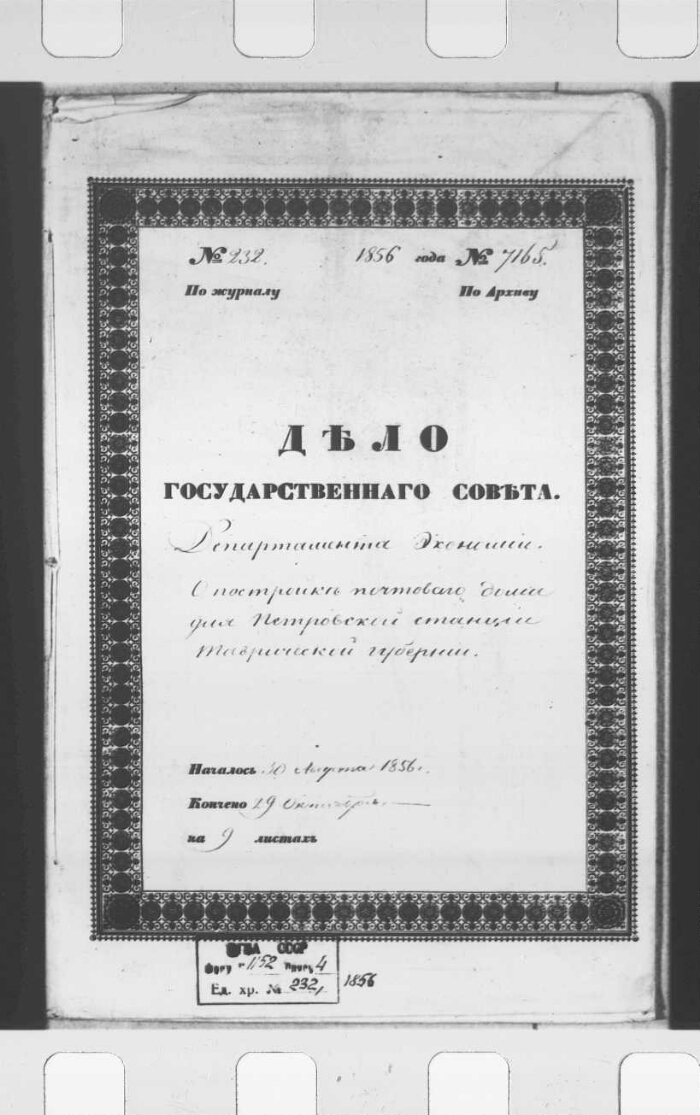 № 232. 1856 года № 7165.
По журналу По Архиву
ДѢЛО
ГОСУДАРСТВЕННАГО СОВѢТА.
Департамента Экономіи.
О постройкѣ почтоваго дома
для Петровской станціи
Таврической губерніи.
Началось 30 Августа 1856 г.
Кончено 29 Октября
на 9 листахъ
СССР
Фонд № 1152 Опись 4
Ед. хр. № 232, 1856